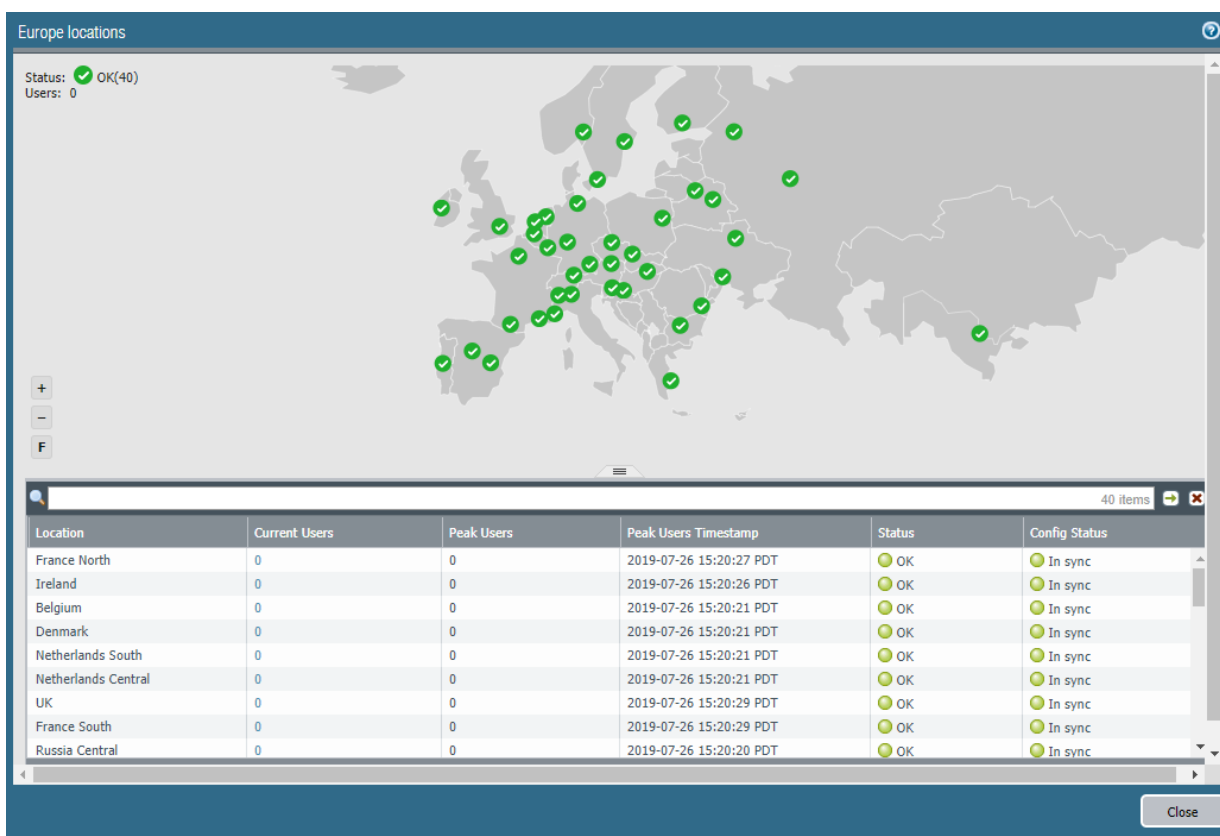 Europe locations
?
Status: OK(40)
Users: 0
+
−
F
40 items
Location Current Users Peak Users Peak Users Timestamp Status Config Status
France North 0 0 2019-07-26 15:20:27 PDT OK In sync
Ireland 0 0 2019-07-26 15:20:26 PDT OK In sync
Belgium 0 0 2019-07-26 15:20:21 PDT OK In sync
Denmark 0 0 2019-07-26 15:20:21 PDT OK In sync
Netherlands South 0 0 2019-07-26 15:20:21 PDT OK In sync
Netherlands Central 0 0 2019-07-26 15:20:21 PDT OK In sync
UK 0 0 2019-07-26 15:20:29 PDT OK In sync
France South 0 0 2019-07-26 15:20:29 PDT OK In sync
Russia Central 0 0 2019-07-26 15:20:20 PDT OK In sync
Close